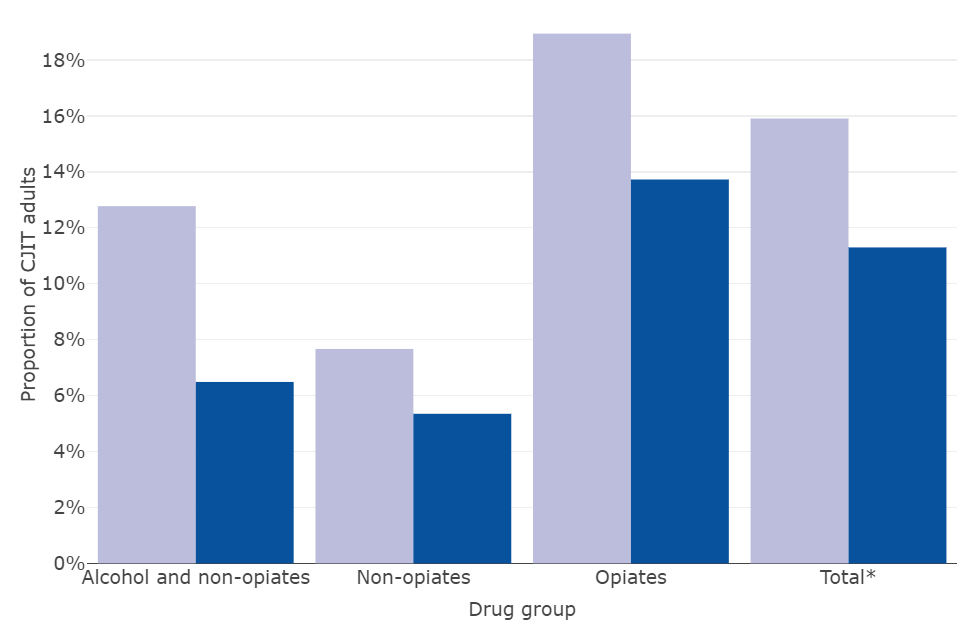 18%
16%
14%
12%
10%
8%
6%
4%
2%
0%
Proportion of CJIT adults
Alcohol and non-opiates
Non-opiates
Opiates
Total*
Drug group